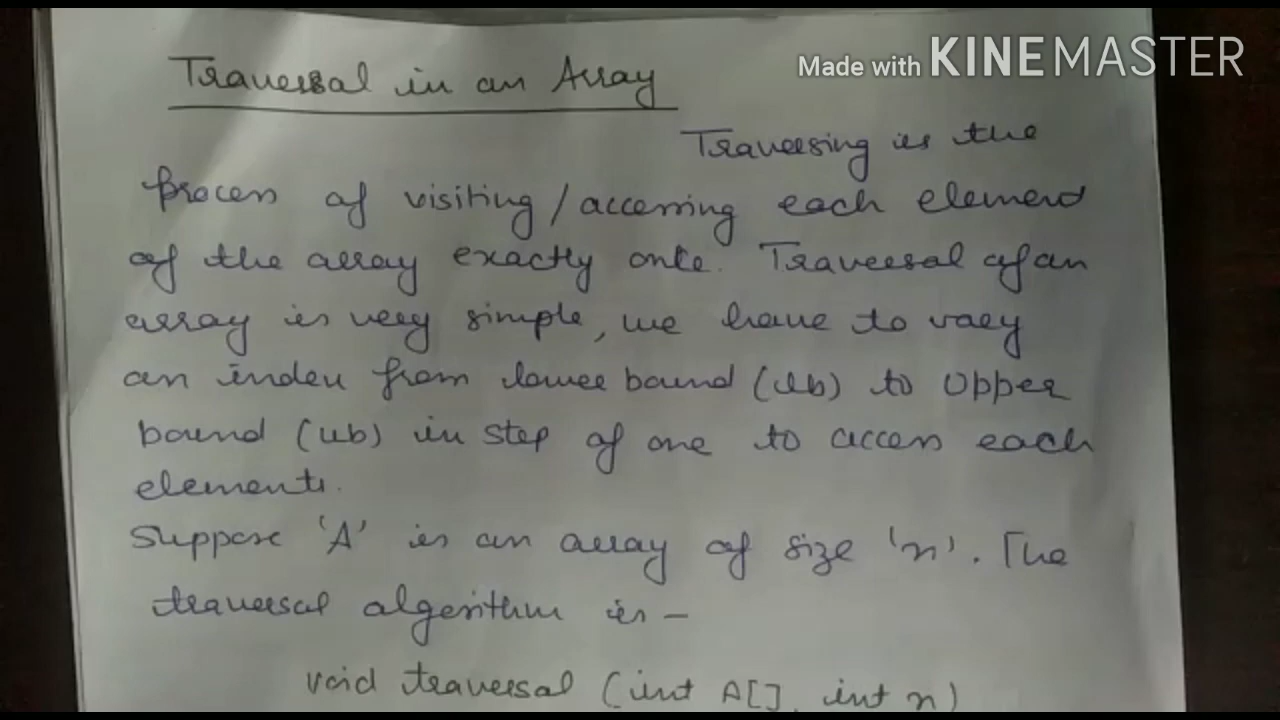 Made with KINEMASTER
Traversal in an Array
Traversing is the
process of visiting/accessing each element
of the array exactly once. Traversal of an
array is very simple, we have to vary
an index from lower bound (lb) to Upper
bound (ub) in step of one to access each
elements.
Suppose 'A' is an array of size 'n'. The
traversal algorithm is –
void traversal (int A[], int n)